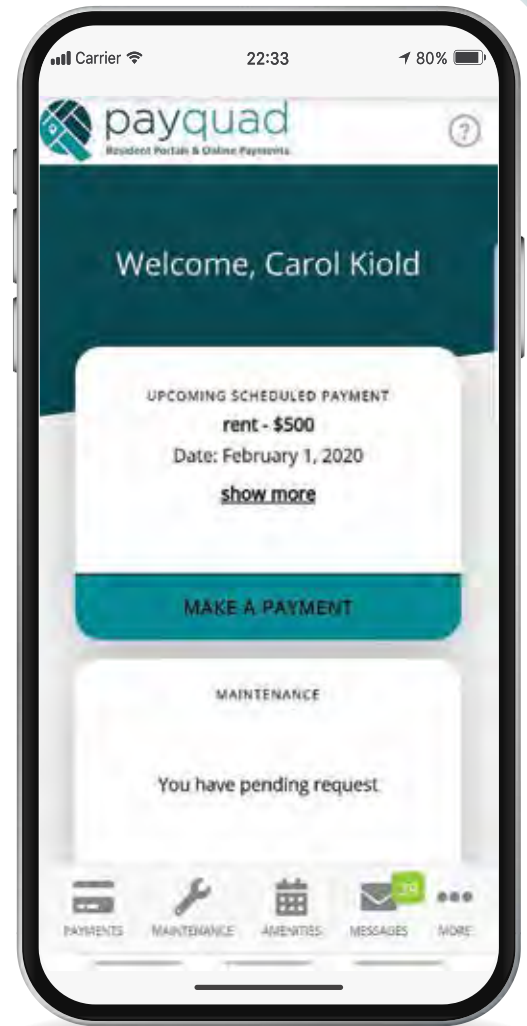 Carrier 22:33 80%
payquad
Resident Portals & Online Payments
?
Welcome, Carol Kiold
UPCOMING SCHEDULED PAYMENT
rent - $500
Date: February 1, 2020
show more
MAKE A PAYMENT
MAINTENANCE
You have pending request
39
PAYMENTS MAINTENANCE AMENITIES MESSAGES MORE